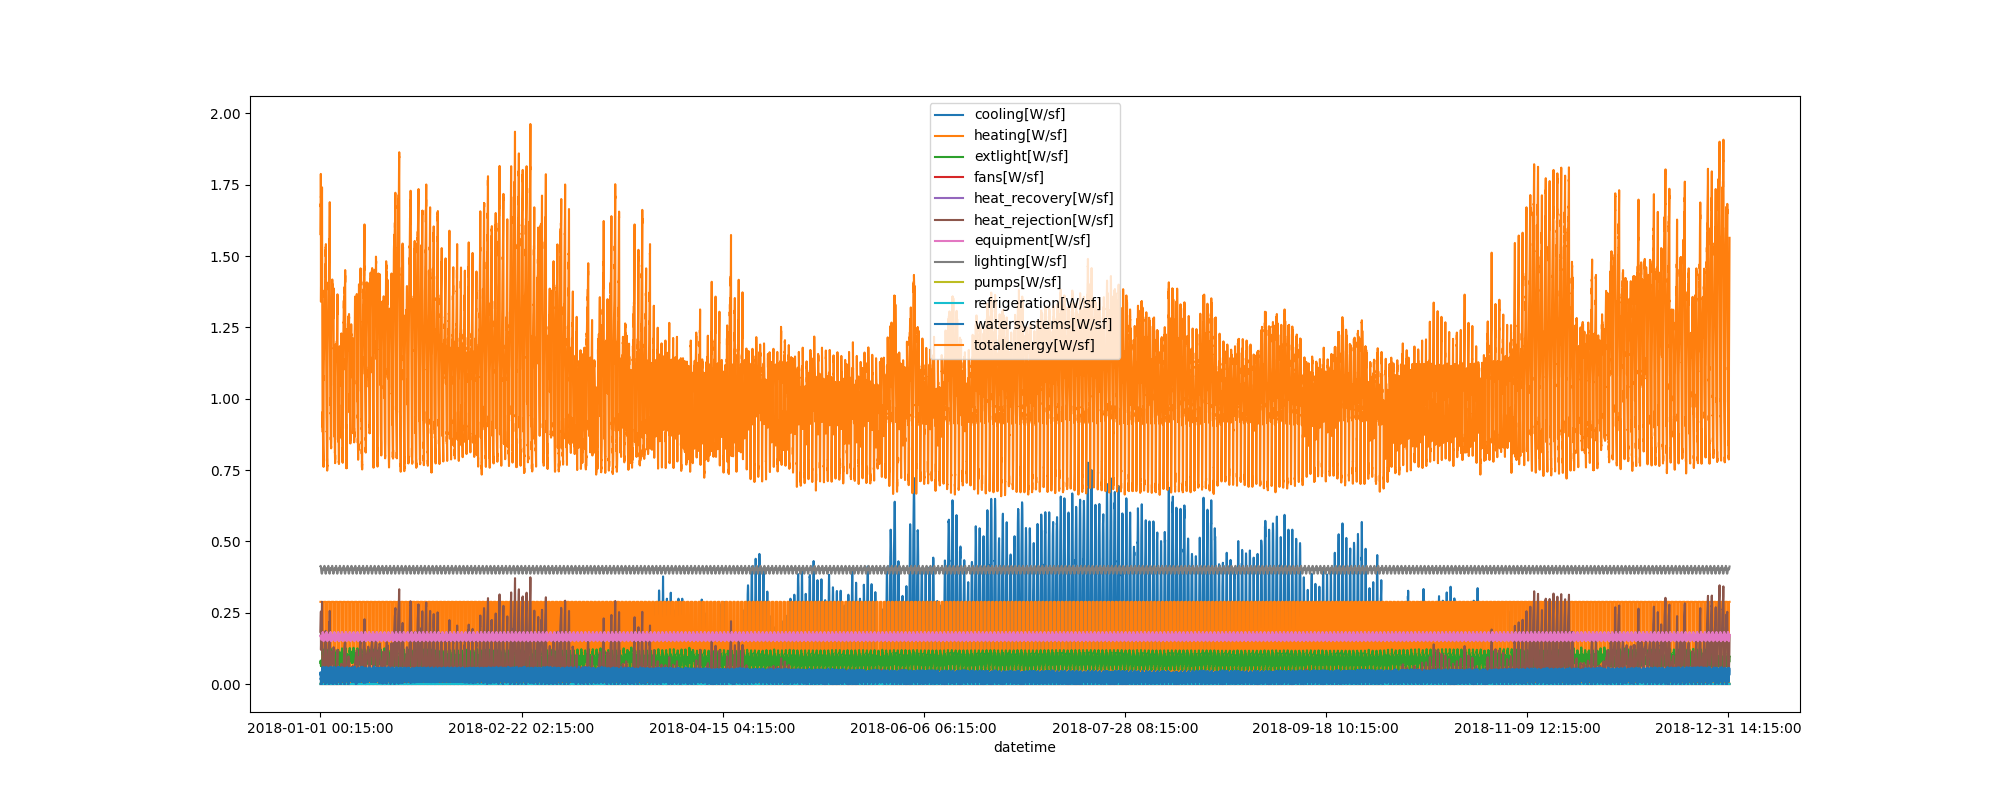 2.00
1.75
1.50
1.25
1.00
0.75
0.50
0.25
0.00
cooling[W/sf]
heating[W/sf]
extlight[W/sf]
fans[W/sf]
heat_recovery[W/sf]
heat_rejection[W/sf]
equipment[W/sf]
lighting[W/sf]
pumps[W/sf]
refrigeration[W/sf]
watersystems[W/sf]
totalenergy[W/sf]
2018-01-01 00:15:00
2018-02-22 02:15:00
2018-04-15 04:15:00
2018-06-06 06:15:00
2018-07-28 08:15:00
2018-09-18 10:15:00
2018-11-09 12:15:00
2018-12-31 14:15:00
datetime